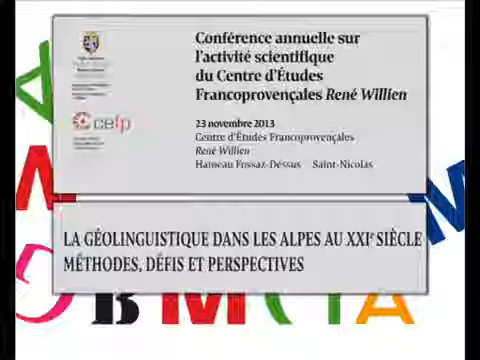 Conférence annuelle sur
l'activité scientifique
du Centre d'Études
Francoprovençales René Willien
23 novembre 2013
Centre d'Études Francoprovençales
René Willien
Hameau Fossaz-Dessus Saint-Nicolas
cefp
LA GÉOLINGUISTIQUE DANS LES ALPES AU XXIe SIÈCLE
MÉTHODES, DÉFIS ET PERSPECTIVES